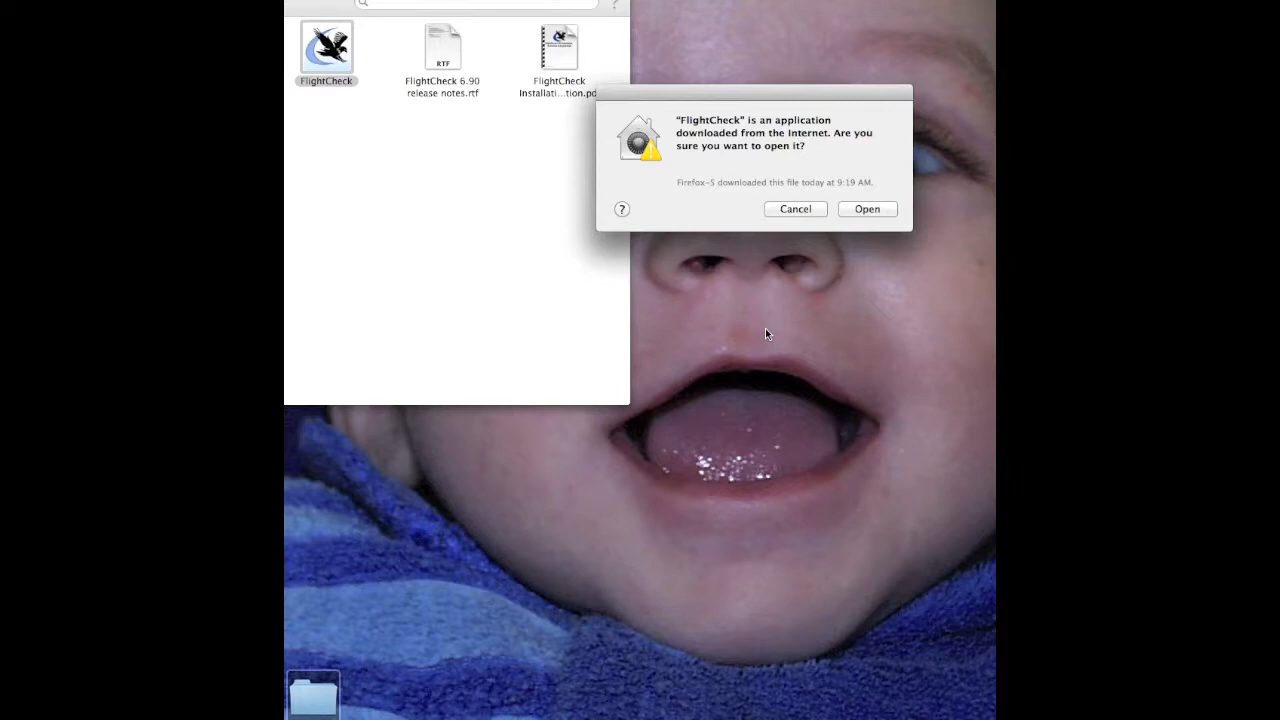 FlightCheck
RTF
FlightCheck 6.90
release notes.rtf
FlightCheck
Installati...tion.pd
“FlightCheck” is an application
downloaded from the Internet. Are you
sure you want to open it?
Firefox-5 downloaded this file today at 9:19 AM.
?
Cancel
Open